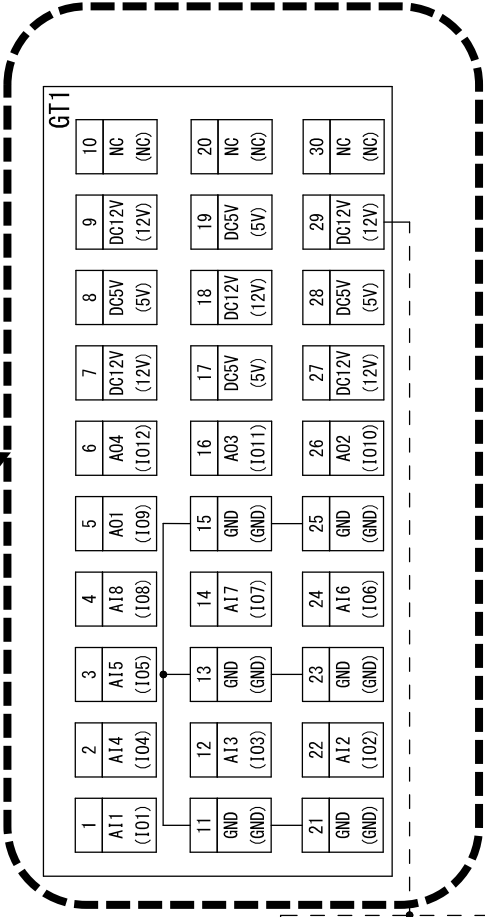 GT1
1
AI1
(IO1)
2
AI4
(IO4)
3
AI5
(IO5)
4
AI8
(IO8)
5
AO1
(IO9)
6
AO4
(IO12)
7
DC12V
(12V)
8
DC5V
(5V)
9
DC12V
(12V)
10
NC
(NC)
11
GND
(GND)
12
AI3
(IO3)
13
GND
(GND)
14
AI7
(IO7)
15
GND
(GND)
16
AO3
(IO11)
17
DC5V
(5V)
18
DC12V
(12V)
19
DC5V
(5V)
20
NC
(NC)
21
GND
(GND)
22
AI2
(IO2)
23
GND
(GND)
24
AI6
(IO6)
25
GND
(GND)
26
AO2
(IO10)
27
DC12V
(12V)
28
DC5V
(5V)
29
DC12V
(12V)
30
NC
(NC)